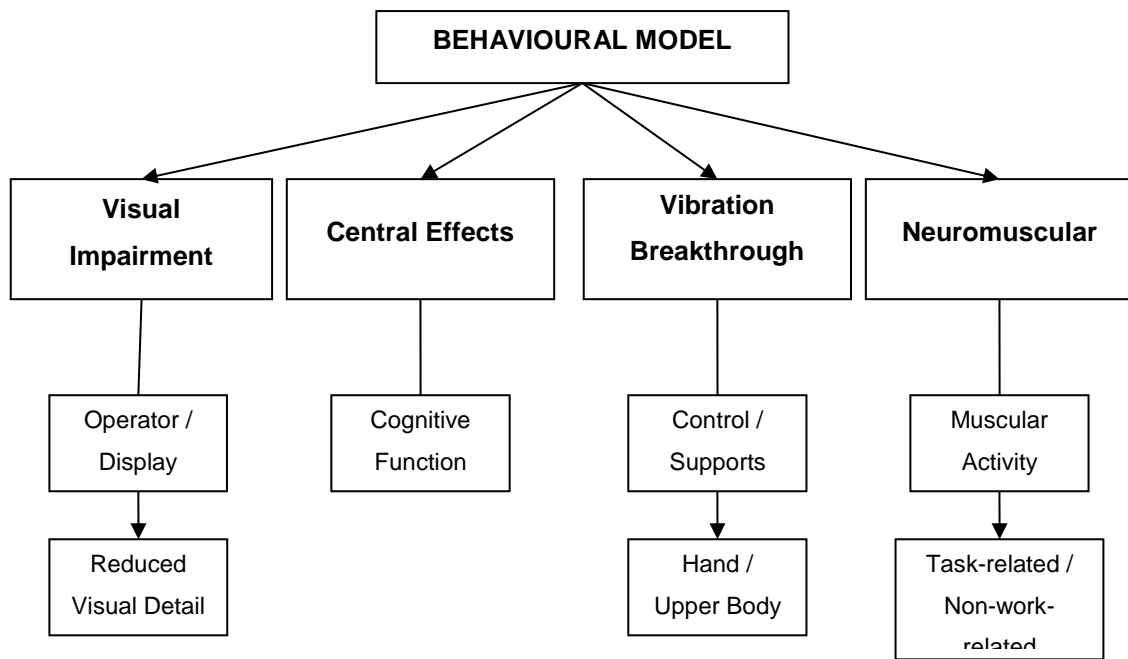 BEHAVIOURAL MODEL
Visual
Impairment
Central Effects
Vibration
Breakthrough
Neuromuscular
Operator /
Display
Cognitive
Function
Control /
Supports
Muscular
Activity
Reduced
Visual Detail
Hand /
Upper Body
Task-related /
Non-work-
related